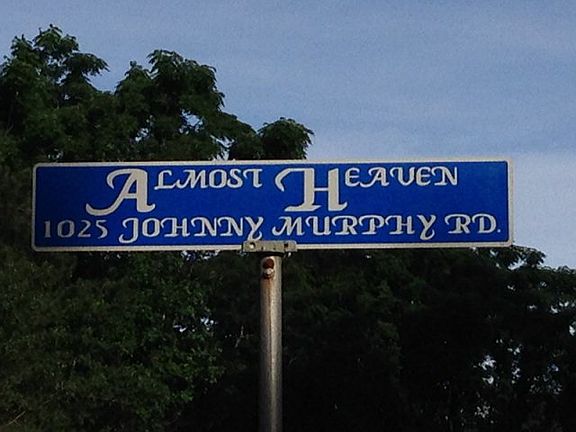 ALMOST HEAVEN
1025 JOHNNY MURPHY RD.